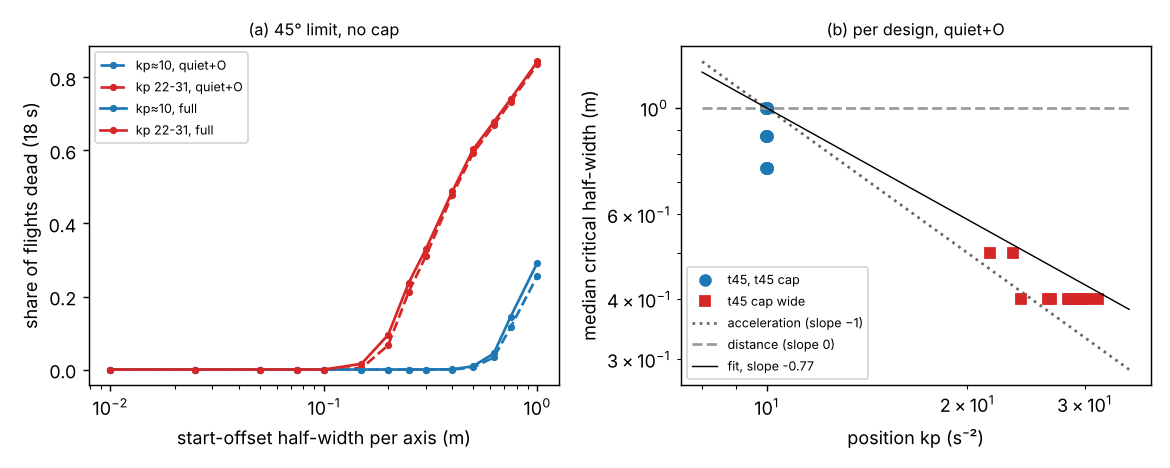 (a) 45° limit, no cap
share of flights dead (18 s)
0.8
0.6
0.4
0.2
0.0
kp≈10, quiet+O
kp 22-31, quiet+O
kp≈10, full
kp 22-31, full
10⁻²
10⁻¹
10⁰
start-offset half-width per axis (m)
(b) per design, quiet+O
median critical half-width (m)
10⁰
6 × 10⁻¹
4 × 10⁻¹
3 × 10⁻¹
t45, t45 cap
t45 cap wide
acceleration (slope −1)
distance (slope 0)
fit, slope -0.77
10¹
2 × 10¹
3 × 10¹
position kp (s⁻²)